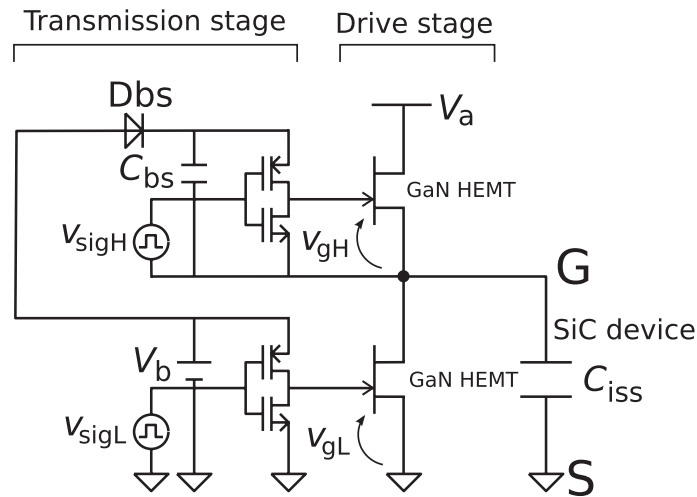 Transmission stage
Drive stage
Dbs
Va
Cbs
GaN HEMT
vsigH
vgH
G
SiC device
Vb
GaN HEMT
Ciss
vsigL
vgL
S